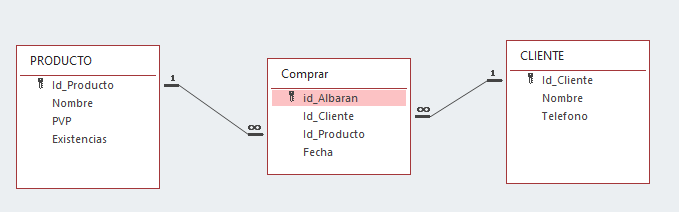 PRODUCTO
Id_Producto
Nombre
PVP
Existencias
1
∞
Comprar
id_Albaran
Id_Cliente
Id_Producto
Fecha
∞
1
CLIENTE
Id_Cliente
Nombre
Telefono